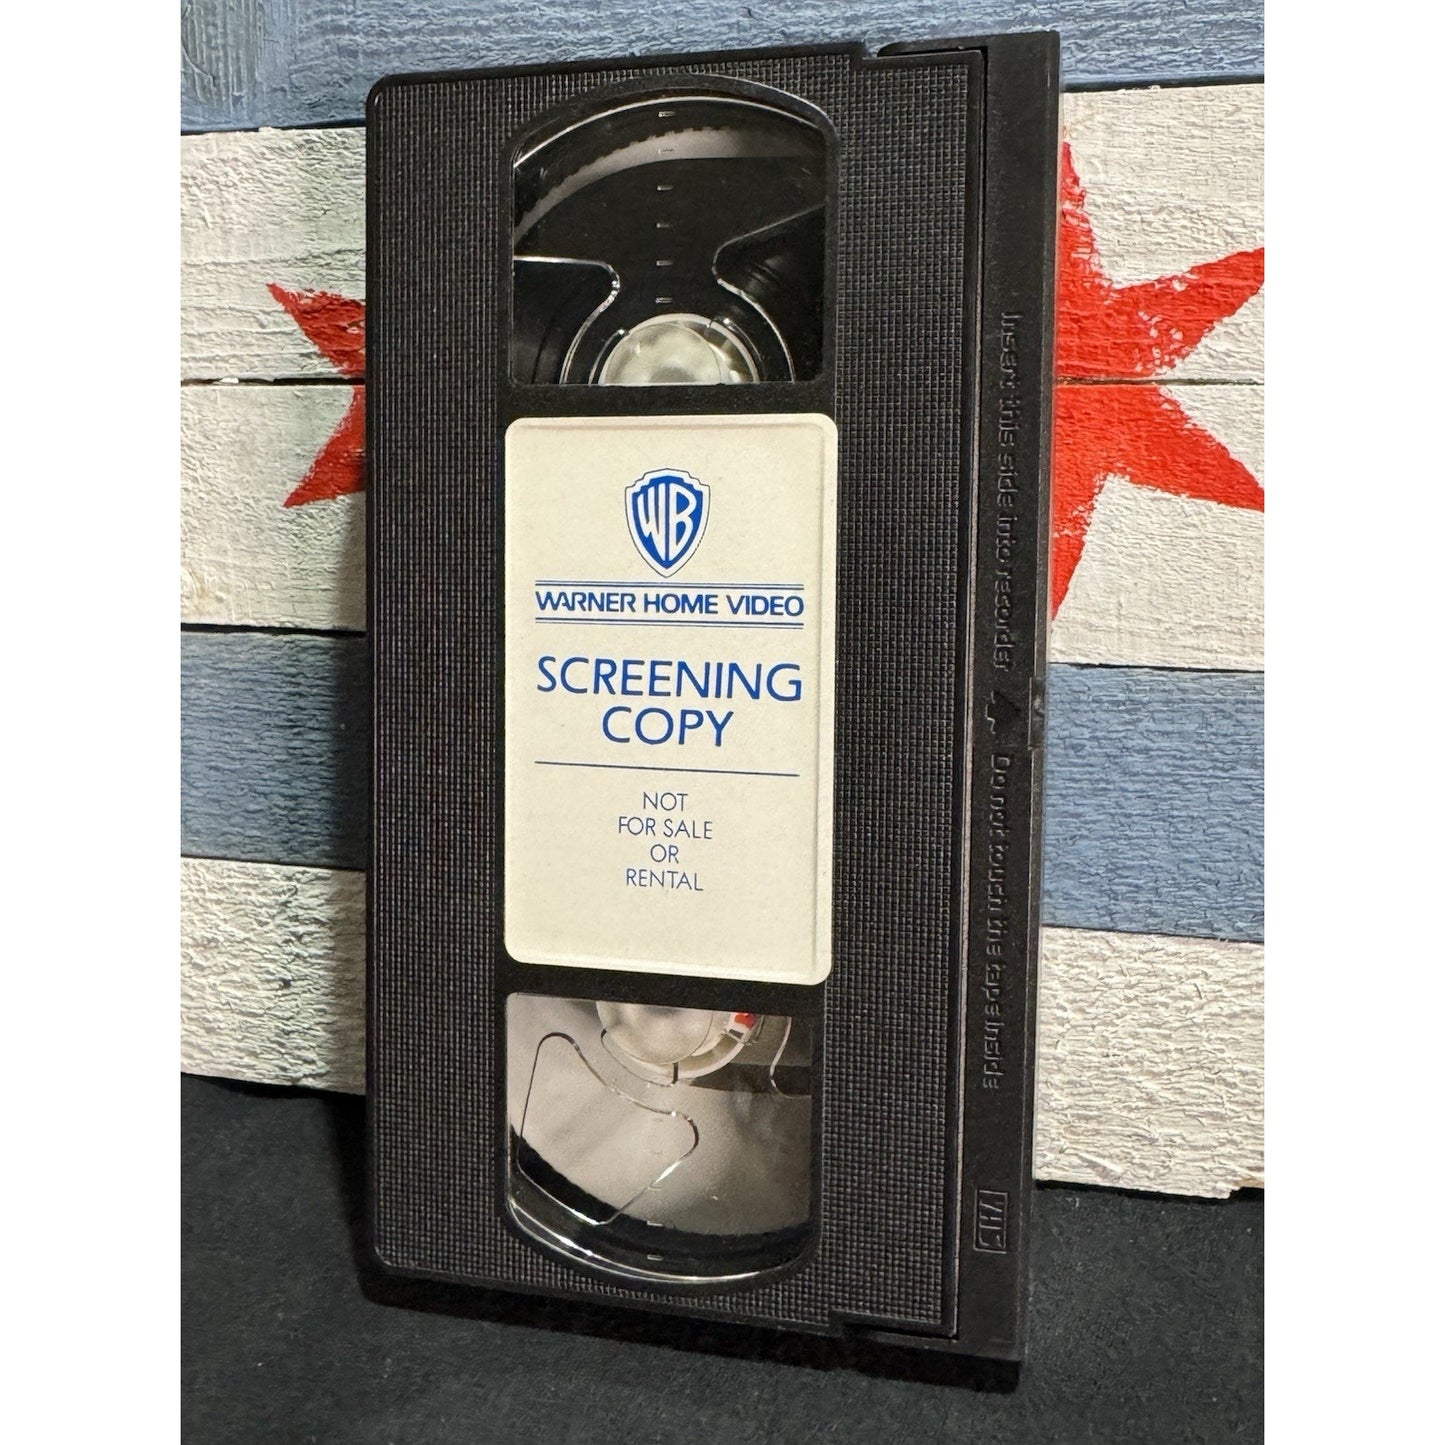 WB
WARNER HOME VIDEO
SCREENING
COPY
NOT
FOR SALE
OR
RENTAL
Insert this side into recorder
Do not touch the tape inside
VHS